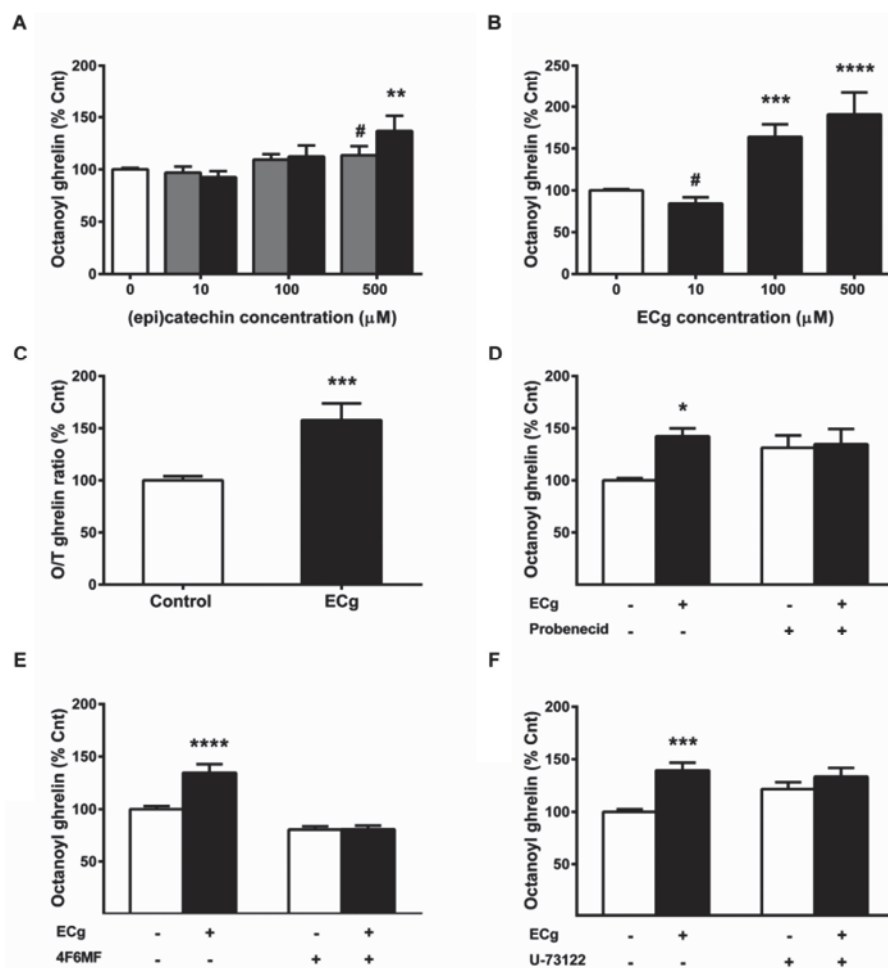 A
Octanoyl ghrelin (% Cnt)
200
150
100
50
0
#
**
0 10 100 500
(epi)catechin concentration (μM)
B
Octanoyl ghrelin (% Cnt)
250
200
150
100
50
0
#
***
****
0 10 100 500
ECg concentration (μM)
C
O/T ghrelin ratio (% Cnt)
200
150
100
50
0
***
Control ECg
D
Octanoyl ghrelin (% Cnt)
200
150
100
50
*
ECg - + - +
Probenecid - - + +
E
Octanoyl ghrelin (% Cnt)
200
150
100
50
****
ECg - + - +
4F6MF - - + +
F
Octanoyl ghrelin (% Cnt)
200
150
100
50
***
ECg - + - +
U-73122 - - + +